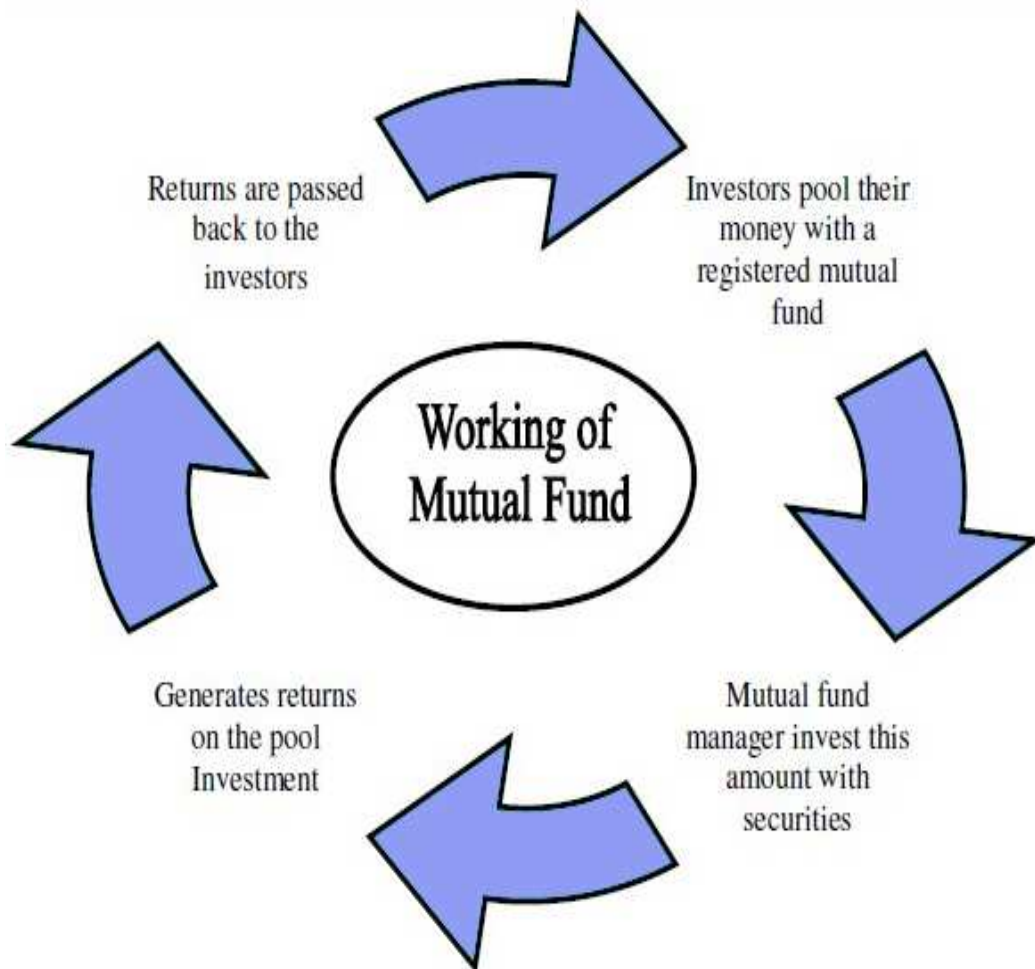 Returns are passed
back to the
investors
Investors pool their
money with a
registered mutual
fund
Working of
Mutual Fund
Generates returns
on the pool
Investment
Mutual fund
manager invest this
amount with
securities